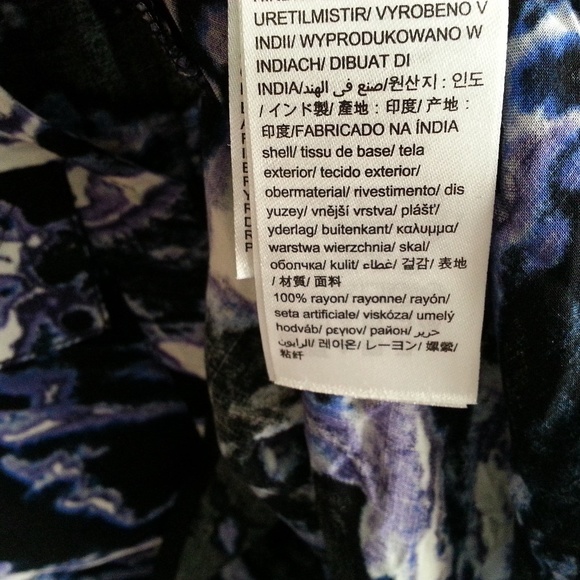 URETILMISTIR/ VYROBENO V
INDII/ WYPRODUKOWANO W
INDIACH/ DIBUAT DI
INDIA/صنع في الهند/원산지 : 인도
/ インド製/ 產地 : 印度/ 产地 :
印度/FABRICADO NA ÍNDIA
shell/ tissu de base/ tela
exterior/ tecido exterior/
obermaterial/ rivestimento/ dis
yuzey/ vnější vrstva/ plášť/
yderlag/ buitenkant/ καλυμμα/
warstwa wierzchnia/ skal/
оболчка/ kulit/ غطاء/ 겉감/ 表地
/ 材質/ 面料
100% rayon/ rayonne/ rayón/
seta artificiale/ viskóza/ umelý
hodváb/ ρεγιον/ район/ حرير
الرايون/ 레이온/ レーヨン/ 嫘縈/
粘纤